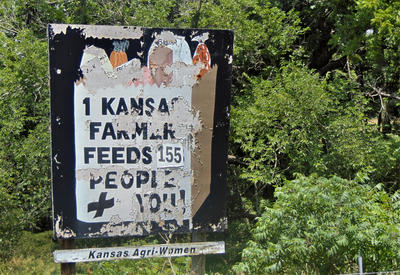 1 KANSAS
FARMER
FEEDS 155
PEOPLE
+ YOU!
Kansas Agri-Women